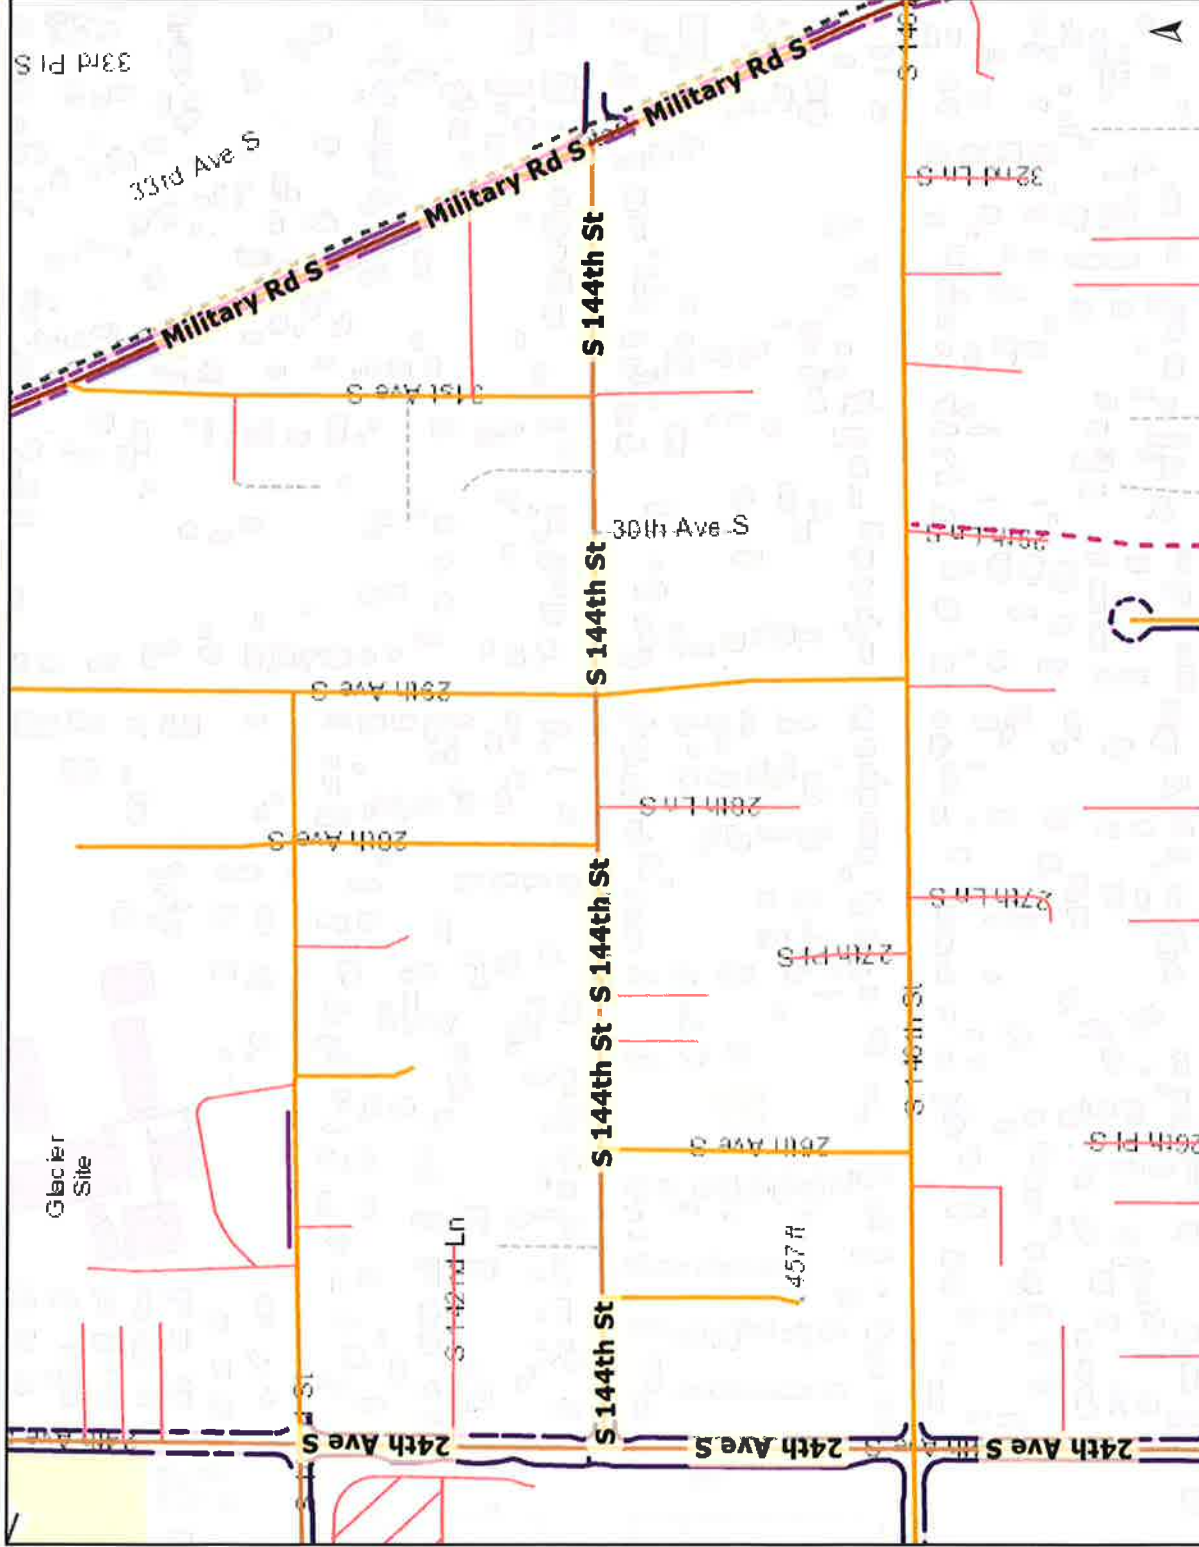 33rd Pl S
33rd Ave S
Military Rd S
Military Rd S
Military Rd S
S 144th St
31st Ave S
32nd Ln S
30th Ave S
S 144th St
29th Ave S
28th Ln S
28th Ave S
S 144th St
27th Ln S
27th Pl S
S 144th St
S 146th St
26th Ave S
26th Pl S
Glacier
Site
S 142nd Ln
457 ft
S 144th St
St
24th Ave S
24th Ave S
24th Ave S